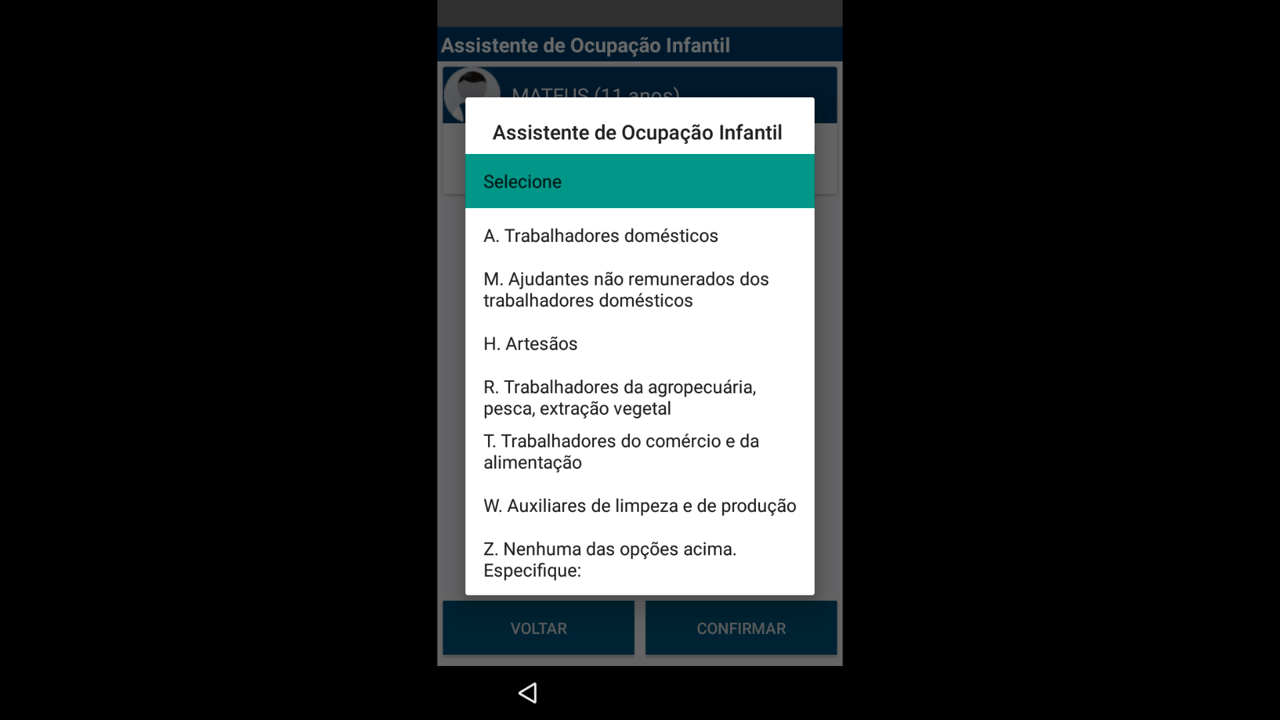 Assistente de Ocupação Infantil
MATEUS (11 anos)
Assistente de Ocupação Infantil
Selecione
A. Trabalhadores domésticos
M. Ajudantes não remunerados dos
trabalhadores domésticos
H. Artesãos
R. Trabalhadores da agropecuária,
pesca, extração vegetal
T. Trabalhadores do comércio e da
alimentação
W. Auxiliares de limpeza e de produção
Z. Nenhuma das opções acima.
Especifique:
VOLTAR
CONFIRMAR